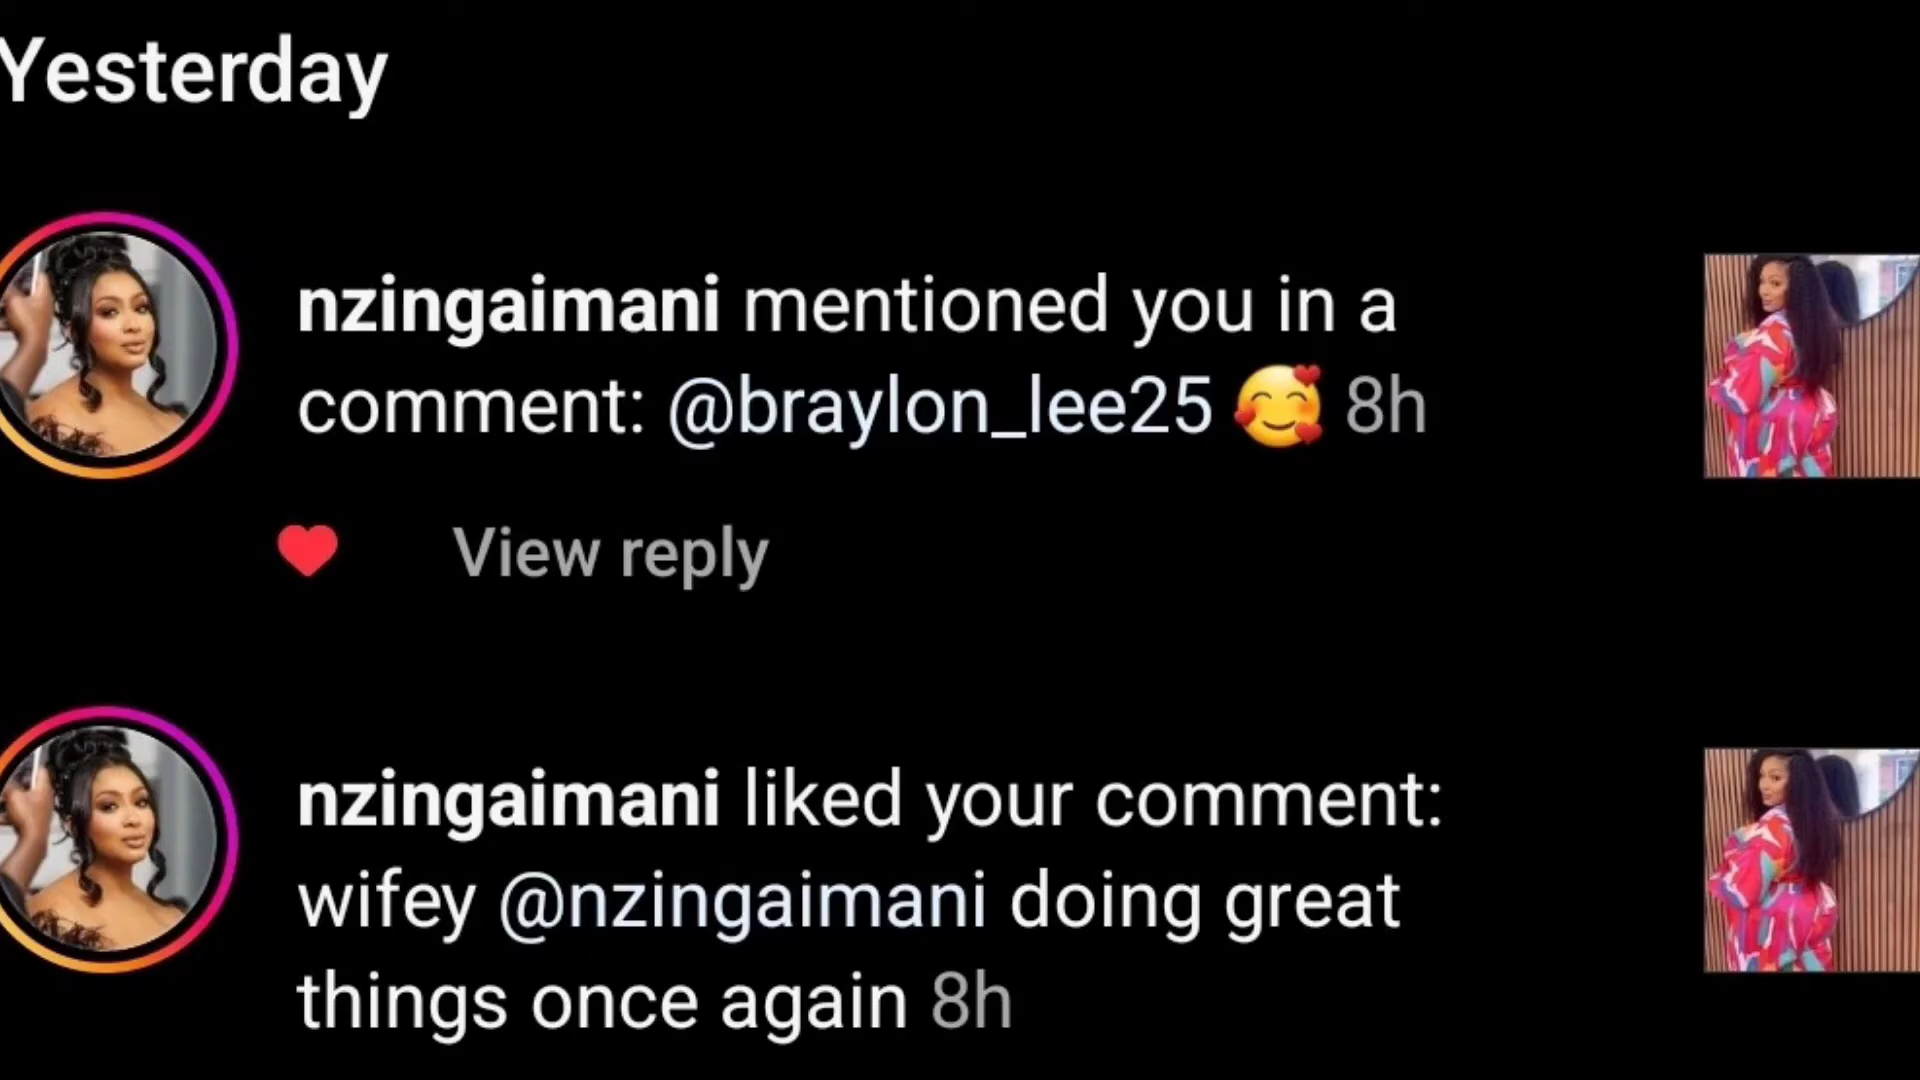 Yesterday
nzingaimani mentioned you in a
comment: @braylon_lee25 🥰 8h
View reply
nzingaimani liked your comment:
wifey @nzingaimani doing great
things once again 8h